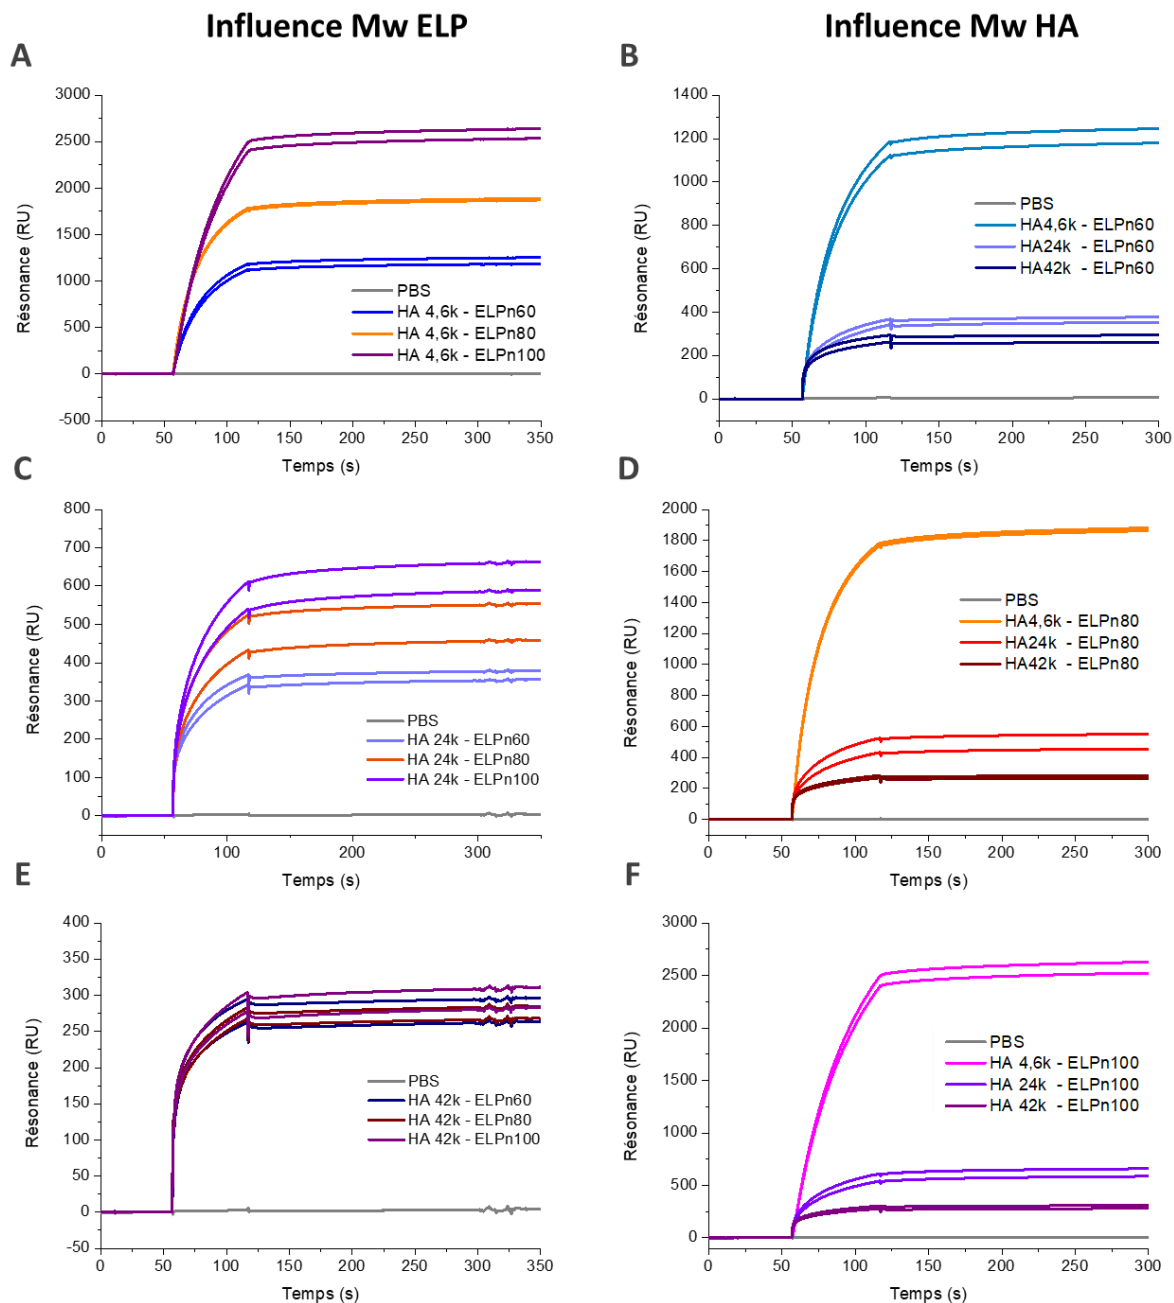 Influence Mw ELP
Influence Mw HA
A
3000
2500
2000
1500
1000
500
0
-500
0 50 100 150 200 250 300 350
Résonance (RU)
Temps (s)
PBS
HA 4,6k - ELPn60
HA 4,6k - ELPn80
HA 4,6k - ELPn100
B
1400
1200
1000
800
600
400
200
0
0 50 100 150 200 250 300
Résonance (RU)
Temps (s)
PBS
HA4,6k - ELPn60
HA24k - ELPn60
HA42k - ELPn60
C
800
700
600
500
400
300
200
100
0
0 100 200 300
Résonance (RU)
Temps (s)
PBS
HA 24k - ELPn60
HA 24k - ELPn80
HA 24k - ELPn100
D
2000
1800
1600
1400
1200
1000
800
600
400
200
0
0 50 100 150 200 250 300
Résonance (RU)
Temps (s)
PBS
HA4,6k - ELPn80
HA24k - ELPn80
HA42k - ELPn80
E
400
350
300
250
200
150
100
50
0
-50
0 50 100 150 200 250 300 350
Résonance (RU)
Temps (s)
PBS
HA 42k - ELPn60
HA 42k - ELPn80
HA 42k - ELPn100
F
3000
2500
2000
1500
1000
500
0
0 50 100 150 200 250 300
Résonance (RU)
Temps (s)
PBS
HA 4,6k - ELPn100
HA 24k - ELPn100
HA 42k - ELPn100